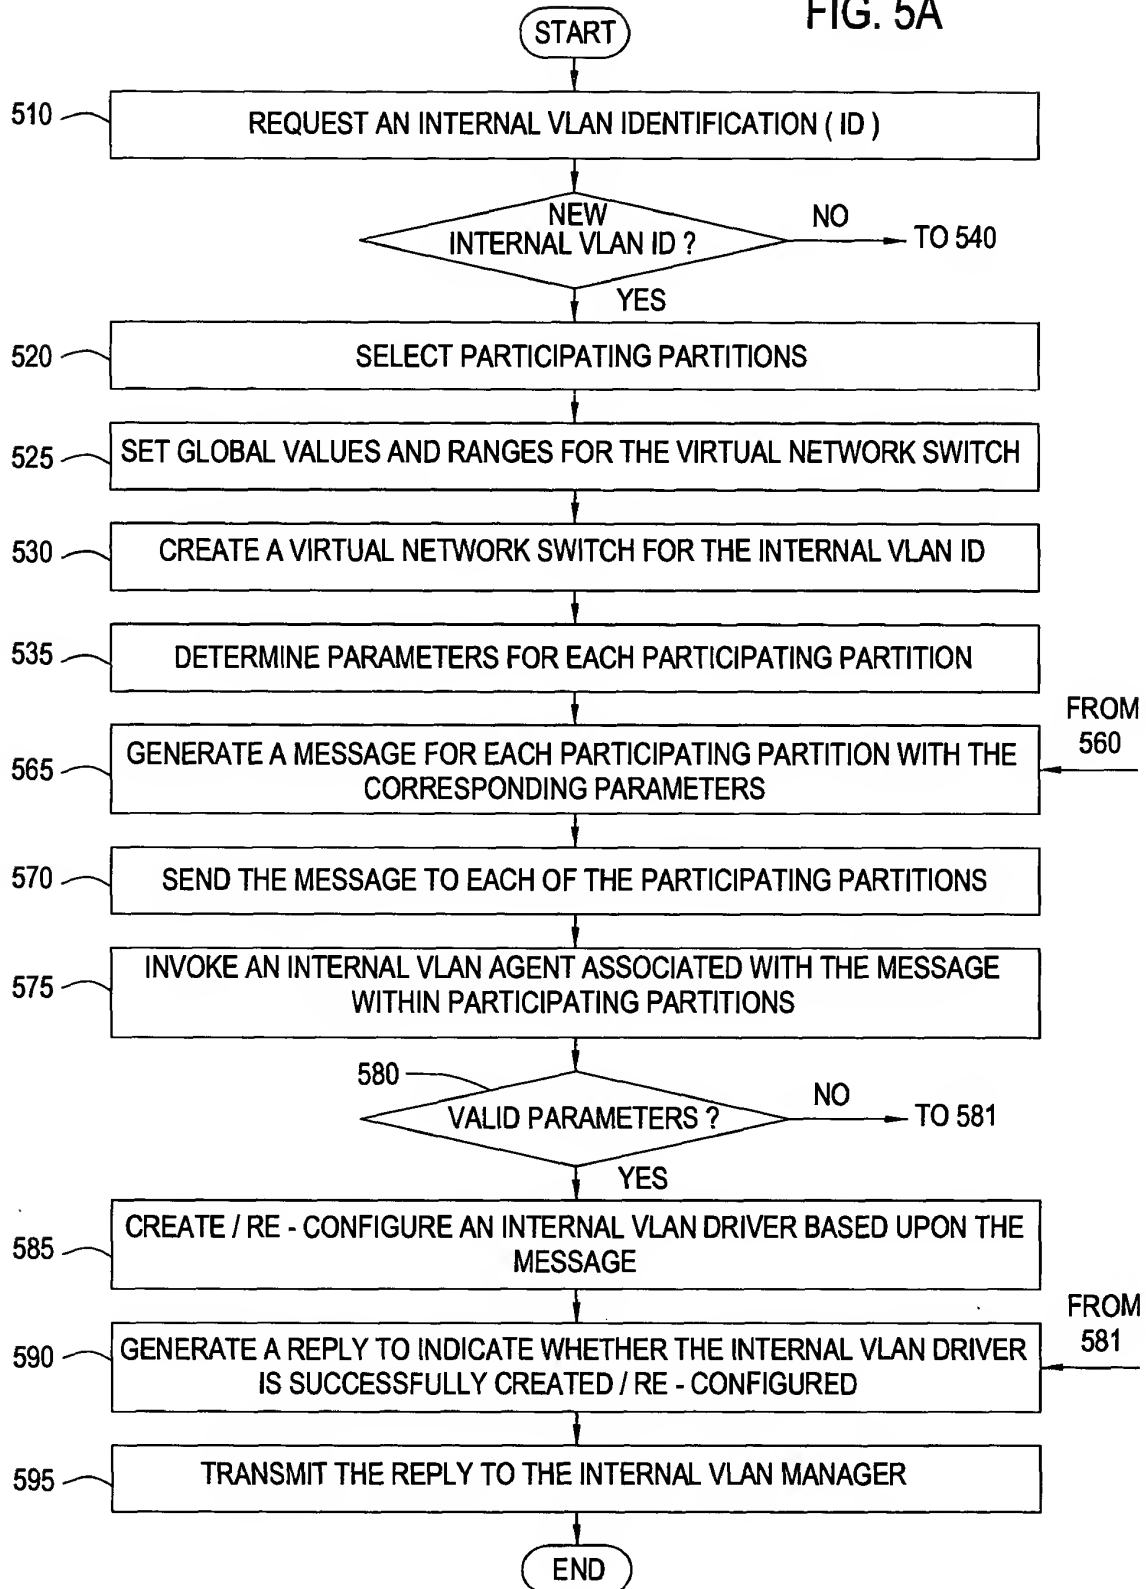 FIG. 5A
START
510
REQUEST AN INTERNAL VLAN IDENTIFICATION ( ID )
NEW
INTERNAL VLAN ID ?
NO
TO 540
YES
520
SELECT PARTICIPATING PARTITIONS
525
SET GLOBAL VALUES AND RANGES FOR THE VIRTUAL NETWORK SWITCH
530
CREATE A VIRTUAL NETWORK SWITCH FOR THE INTERNAL VLAN ID
535
DETERMINE PARAMETERS FOR EACH PARTICIPATING PARTITION
FROM
560
565
GENERATE A MESSAGE FOR EACH PARTICIPATING PARTITION WITH THE
CORRESPONDING PARAMETERS
570
SEND THE MESSAGE TO EACH OF THE PARTICIPATING PARTITIONS
575
INVOKE AN INTERNAL VLAN AGENT ASSOCIATED WITH THE MESSAGE
WITHIN PARTICIPATING PARTITIONS
580
VALID PARAMETERS ?
NO
TO 581
YES
585
CREATE / RE - CONFIGURE AN INTERNAL VLAN DRIVER BASED UPON THE
MESSAGE
FROM
581
590
GENERATE A REPLY TO INDICATE WHETHER THE INTERNAL VLAN DRIVER
IS SUCCESSFULLY CREATED / RE - CONFIGURED
595
TRANSMIT THE REPLY TO THE INTERNAL VLAN MANAGER
END